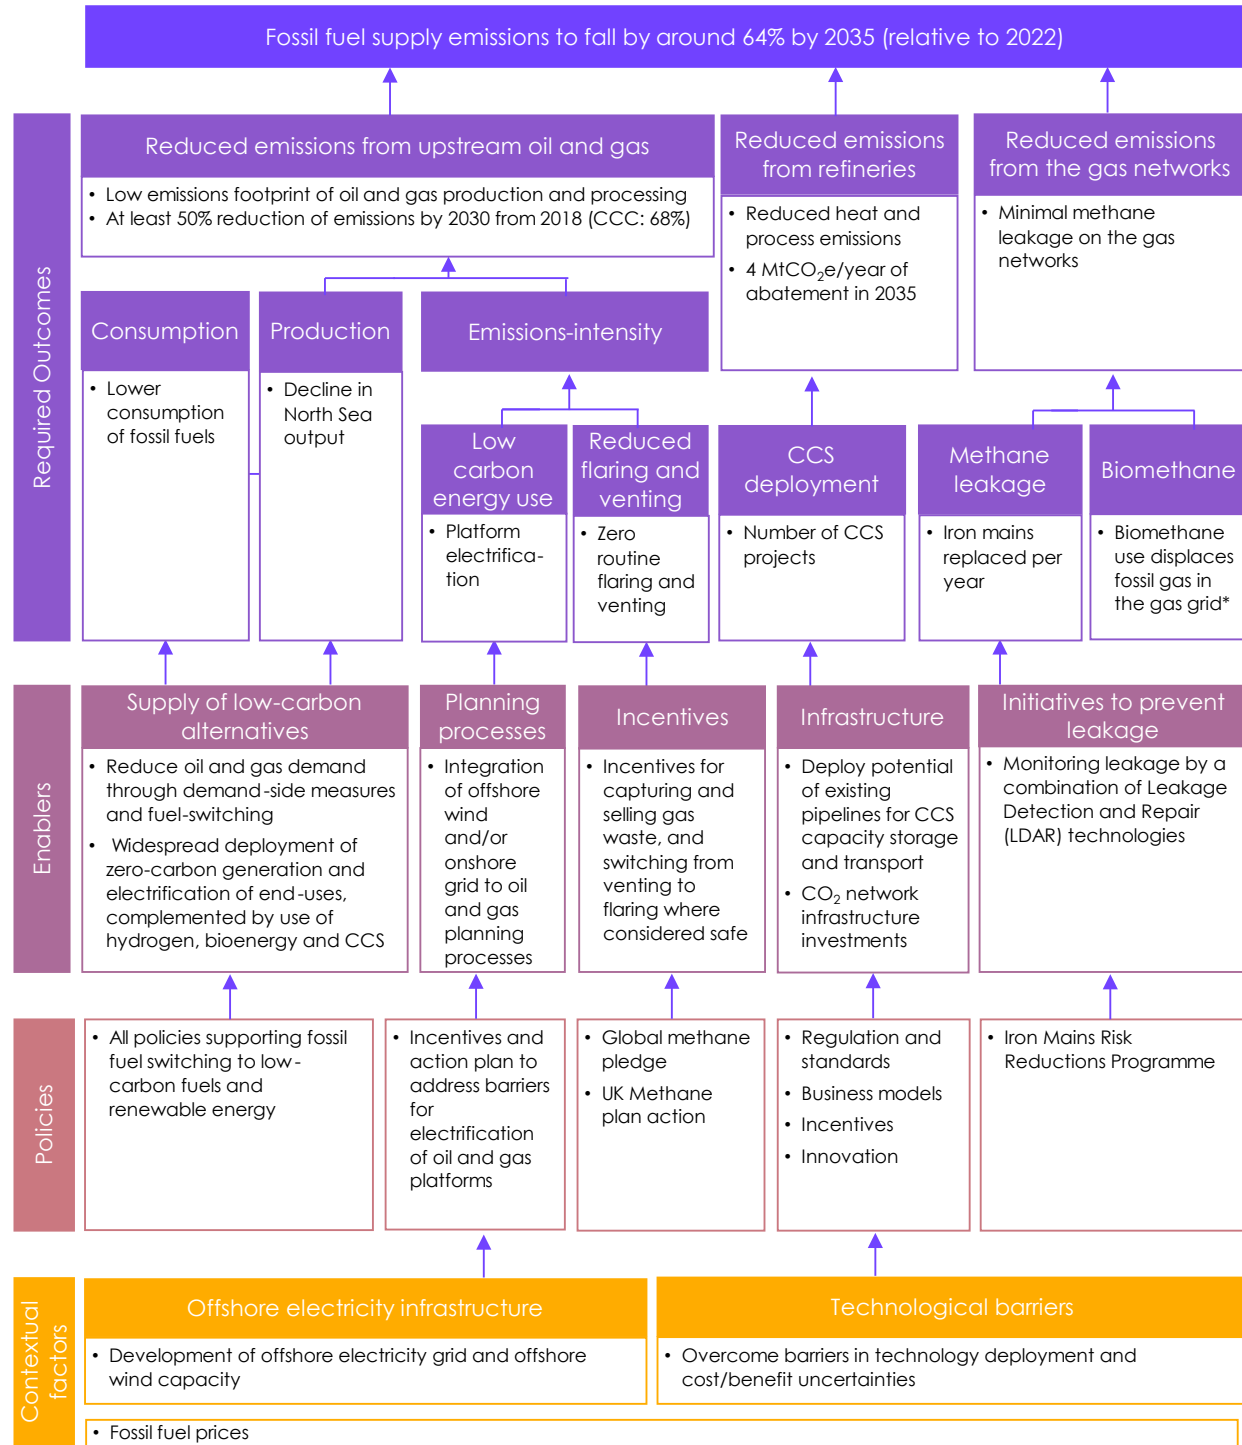 Fossil fuel supply emissions to fall by around 64% by 2035 (relative to 2022)
Required Outcomes
Reduced emissions from upstream oil and gas
• Low emissions footprint of oil and gas production and processing
• At least 50% reduction of emissions by 2030 from 2018 (CCC: 68%)
Reduced emissions
from refineries
• Reduced heat and
process emissions
• 4 MtCO₂e/year of
abatement in 2035
Reduced emissions
from the gas networks
• Minimal methane
leakage on the gas
networks
Consumption
• Lower
consumption
of fossil fuels
Production
• Decline in
North Sea
output
Emissions-intensity
Low
carbon
energy use
• Platform
electrifica-
tion
Reduced
flaring and
venting
• Zero
routine
flaring and
venting
CCS
deployment
• Number of CCS
projects
Methane
leakage
• Iron mains
replaced per
year
Biomethane
• Biomethane
use displaces
fossil gas in
the gas grid*
Enablers
Supply of low-carbon
alternatives
• Reduce oil and gas demand
through demand-side measures
and fuel-switching
• Widespread deployment of
zero-carbon generation and
electrification of end-uses,
complemented by use of
hydrogen, bioenergy and CCS
Planning
processes
• Integration
of offshore
wind
and/or
onshore
grid to oil
and gas
planning
processes
Incentives
• Incentives for
capturing and
selling gas
waste, and
switching from
venting to
flaring where
considered safe
Infrastructure
• Deploy potential
of existing
pipelines for CCS
capacity storage
and transport
• CO₂ network
infrastructure
investments
Initiatives to prevent
leakage
• Monitoring leakage by a
combination of Leakage
Detection and Repair
(LDAR) technologies
Policies
• All policies supporting fossil
fuel switching to low-
carbon fuels and
renewable energy
• Incentives and
action plan to
address barriers
for
electrification
of oil and gas
platforms
• Global methane
pledge
• UK Methane
plan action
• Regulation and
standards
• Business models
• Incentives
• Innovation
• Iron Mains Risk
Reductions Programme
Contextual
factors
Offshore electricity infrastructure
• Development of offshore electricity grid and offshore
wind capacity
Technological barriers
• Overcome barriers in technology deployment and
cost/benefit uncertainties
• Fossil fuel prices